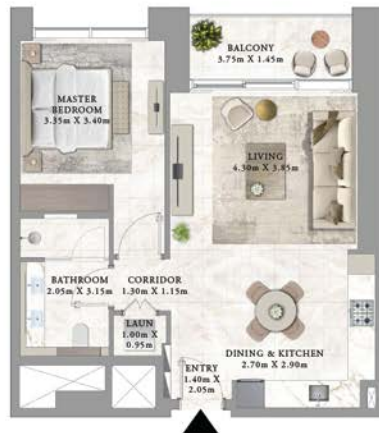 BALCONY
3.75m X 1.45m
MASTER
BEDROOM
3.35m X 3.40m
LIVING
4.30m X 3.85m
BATHROOM
2.05m X 3.15m
CORRIDOR
1.30m X 1.15m
LAUN
1.00m X
0.95m
DINING & KITCHEN
2.70m X 2.90m
ENTRY
1.40m X
2.05m